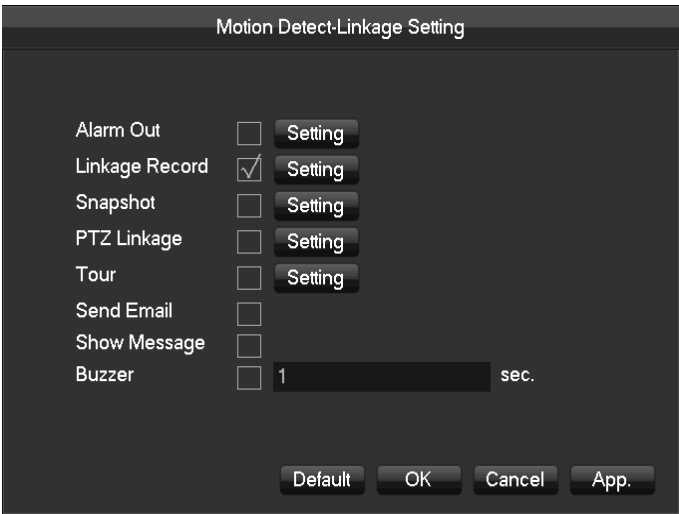 Motion Detect-Linkage Setting
Alarm Out Setting
Linkage Record Setting
Snapshot Setting
PTZ Linkage Setting
Tour Setting
Send Email
Show Message
Buzzer 1 sec.
Default OK Cancel App.